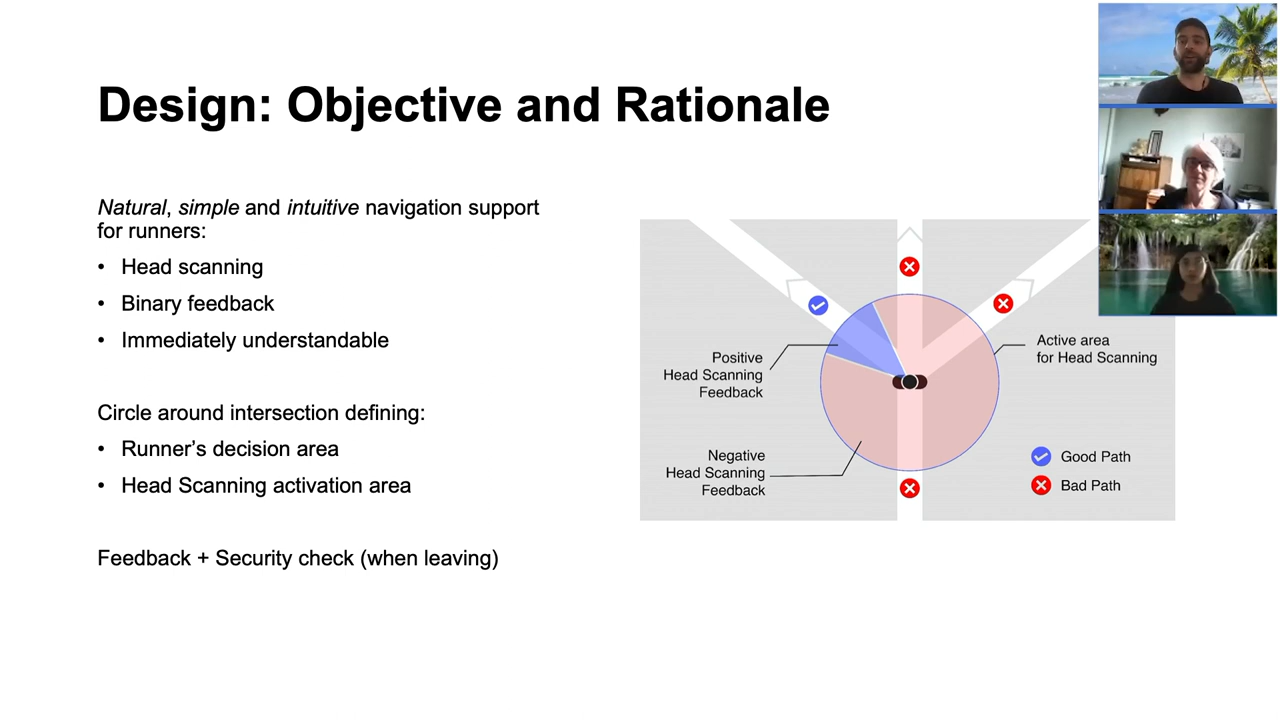 Design: Objective and Rationale
Natural, simple and intuitive navigation support
for runners:
• Head scanning
• Binary feedback
• Immediately understandable
Circle around intersection defining:
• Runner’s decision area
• Head Scanning activation area
Feedback + Security check (when leaving)
Positive
Head Scanning
Feedback
Negative
Head Scanning
Feedback
Active area
for Head Scanning
Good Path
Bad Path